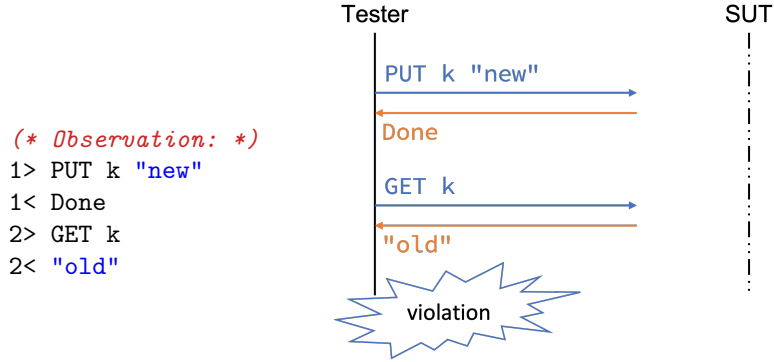 Tester
SUT
PUT k "new"
Done
GET k
"old"
violation
(* Observation: *)
1> PUT k "new"
1< Done
2> GET k
2< "old"